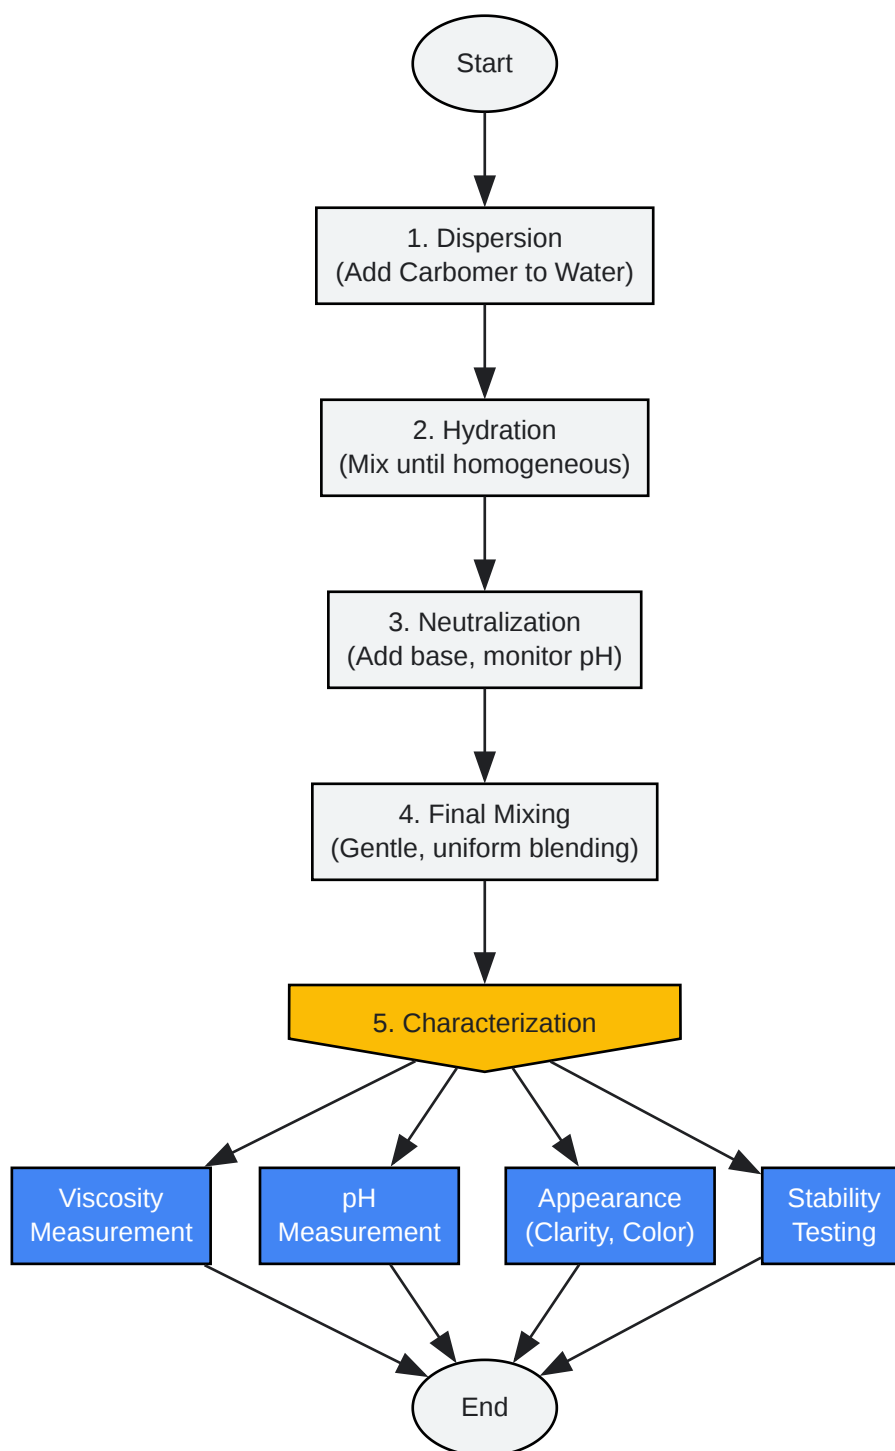 Start
1. Dispersion
(Add Carbomer to Water)
2. Hydration
(Mix until homogeneous)
3. Neutralization
(Add base, monitor pH)
4. Final Mixing
(Gentle, uniform blending)
5. Characterization
Viscosity
Measurement
pH
Measurement
Appearance
(Clarity, Color)
Stability
Testing
End